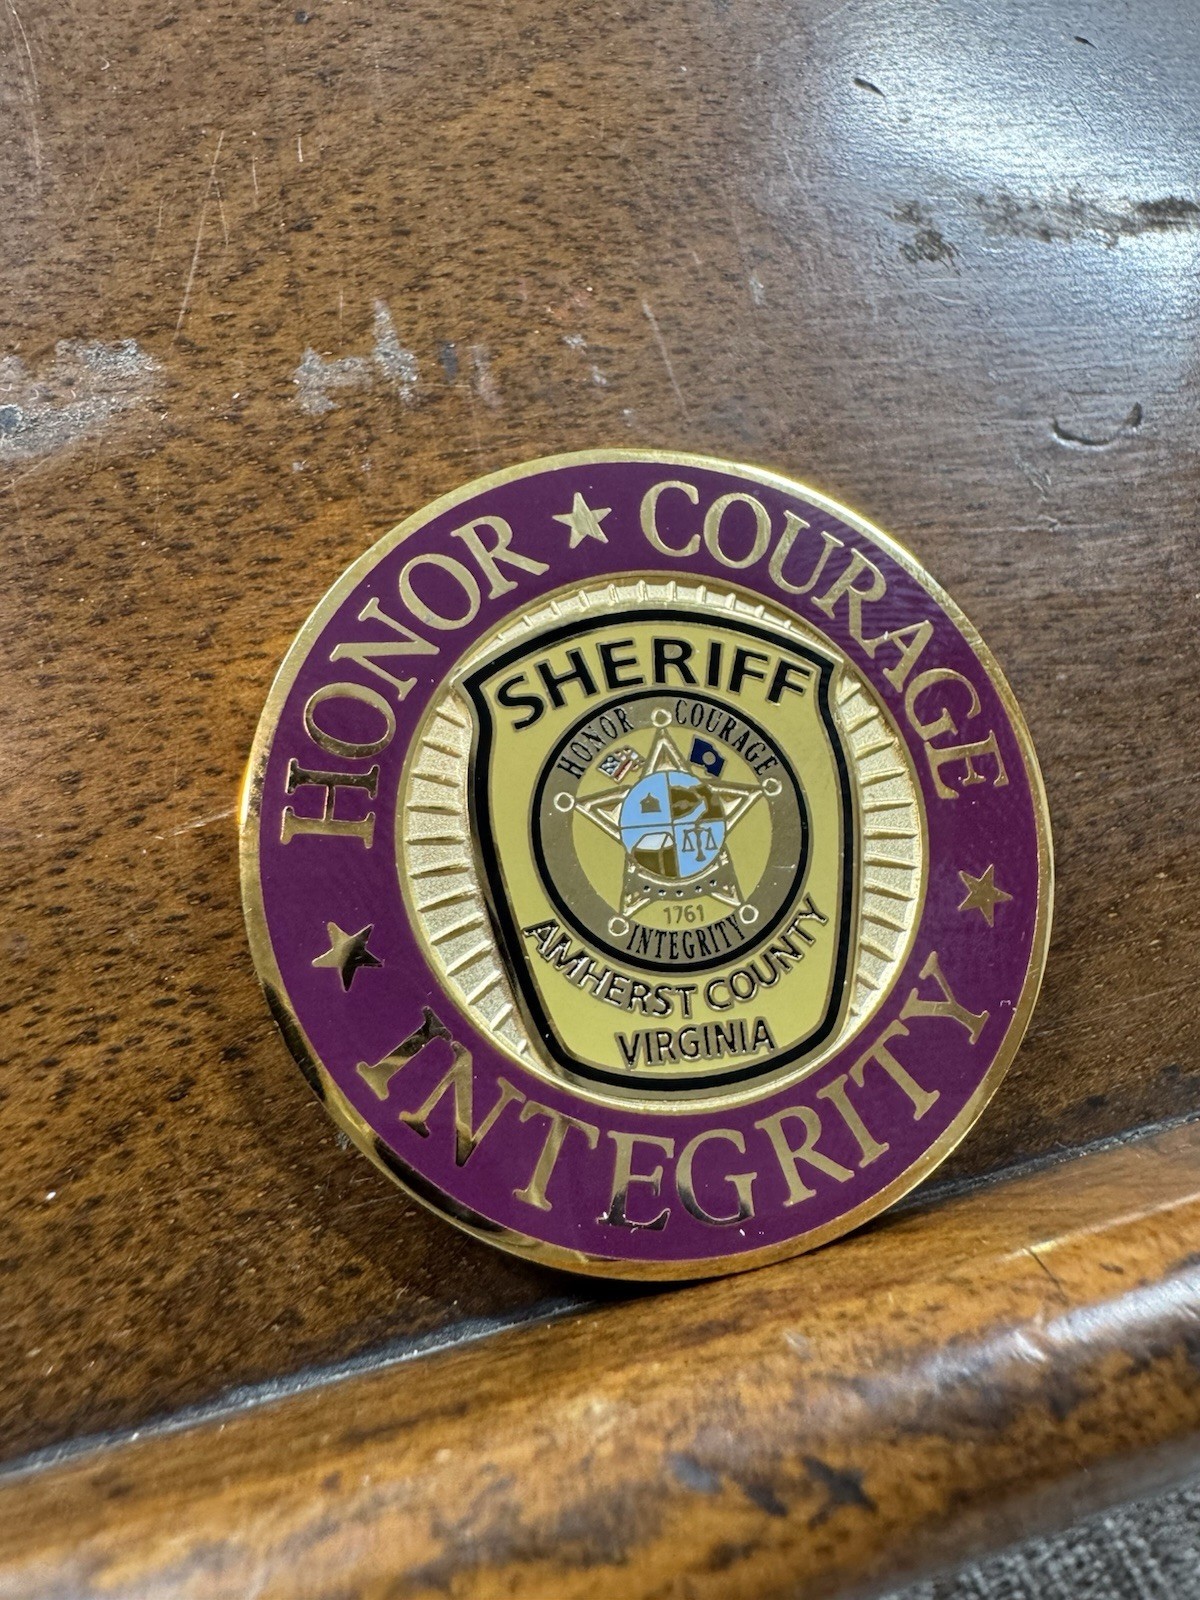 HONOR ★ COURAGE
★ INTEGRITY ★
SHERIFF
HONOR COURAGE
1761
INTEGRITY
AMHERST COUNTY
VIRGINIA